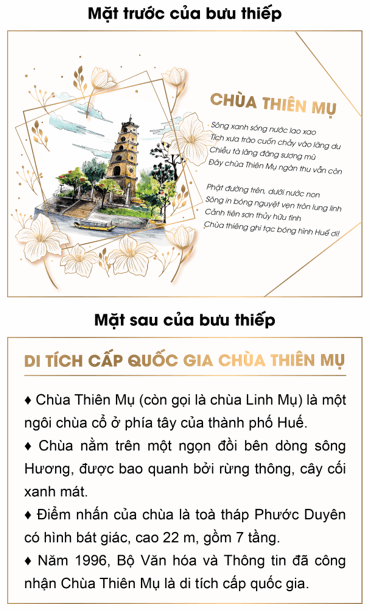 Mặt trước của bưu thiếp
CHÙA THIÊN MỤ
Sông xanh sóng nước lao xao
Tích xưa trào cuốn chảy vào lãng du
Chiều tà lãng đãng sương mù
Đây chùa Thiên Mụ ngàn thu vẫn còn
Phật đường trên, dưới nước non
Sông in bóng nguyệt vẹn tròn lung linh
Cảnh tiên sơn thủy hữu tình
Chùa thiêng ghi tạc bóng hình Huế ơi!
Mặt sau của bưu thiếp
DI TÍCH CẤP QUỐC GIA CHÙA THIÊN MỤ
♦ Chùa Thiên Mụ (còn gọi là chùa Linh Mụ) là một
ngôi chùa cổ ở phía tây của thành phố Huế.
♦ Chùa nằm trên một ngọn đồi bên dòng sông
Hương, được bao quanh bởi rừng thông, cây cối
xanh mát.
♦ Điểm nhấn của chùa là toà tháp Phước Duyên
có hình bát giác, cao 22 m, gồm 7 tầng.
♦ Năm 1996, Bộ Văn hóa và Thông tin đã công
nhận Chùa Thiên Mụ là di tích cấp quốc gia.